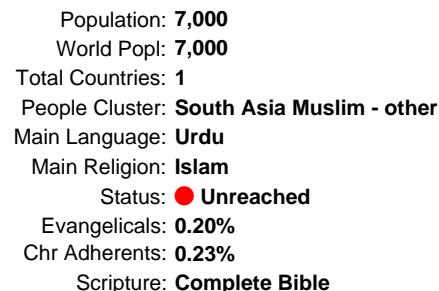 Population: 7,000
World Popl: 7,000
Total Countries: 1
People Cluster: South Asia Muslim - other
Main Language: Urdu
Main Religion: Islam
Status: Unreached
Evangelicals: 0.20%
Chr Adherents: 0.23%
Scripture: Complete Bible